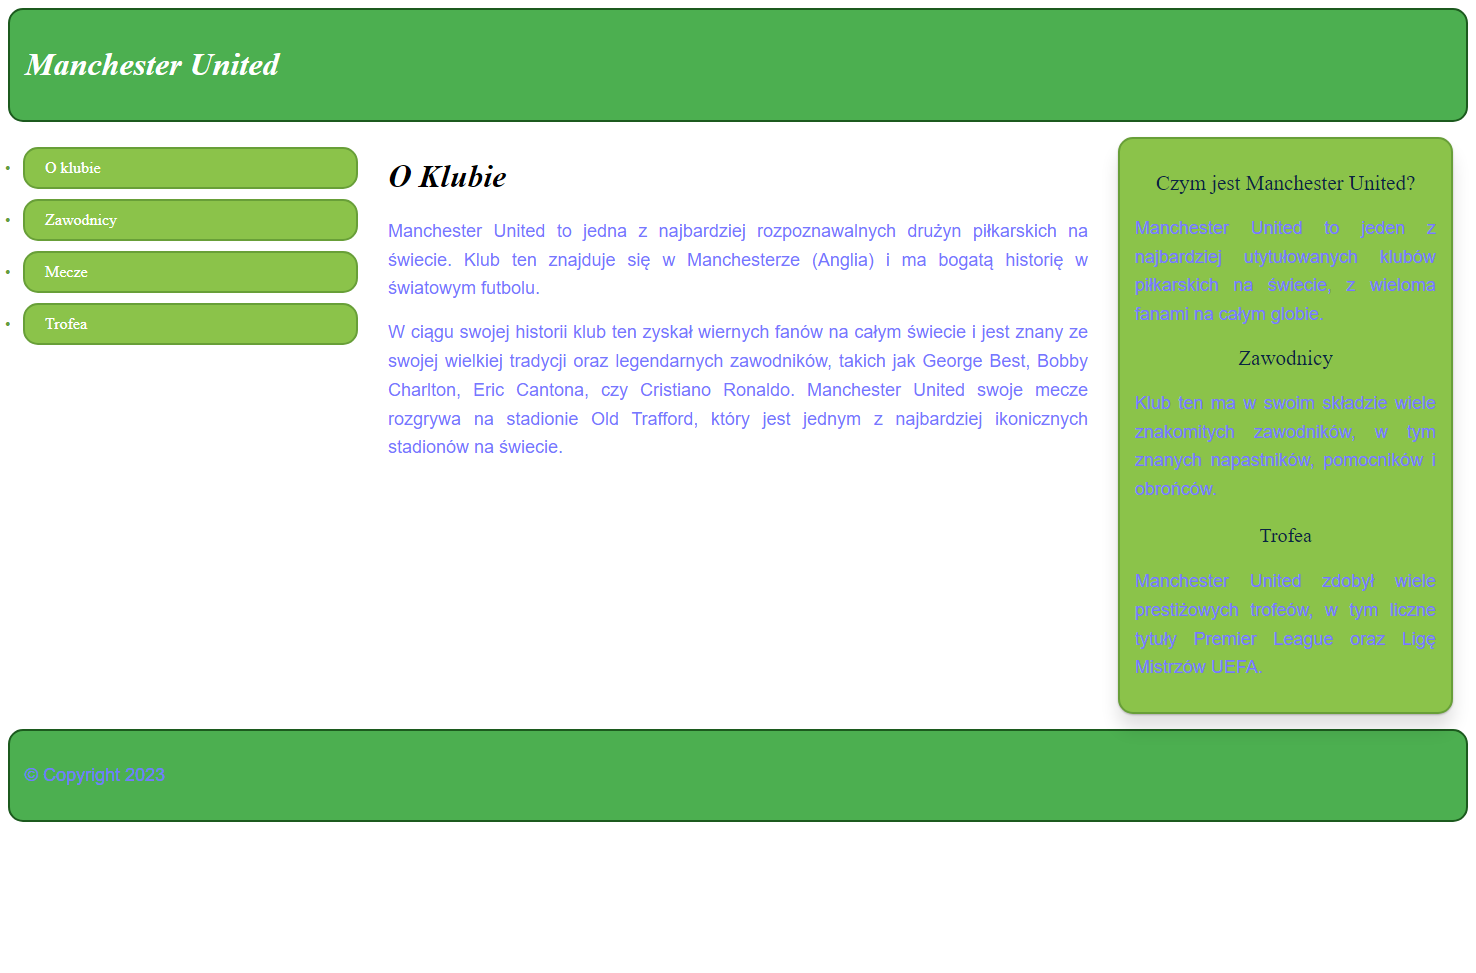 Manchester United
O klubie
Zawodnicy
Mecze
Trofea
O Klubie
Manchester United to jedna z najbardziej rozpoznawalnych drużyn piłkarskich na
świecie. Klub ten znajduje się w Manchesterze (Anglia) i ma bogatą historię w
światowym futbolu.
W ciągu swojej historii klub ten zyskał wiernych fanów na całym świecie i jest znany ze
swojej wielkiej tradycji oraz legendarnych zawodników, takich jak George Best, Bobby
Charlton, Eric Cantona, czy Cristiano Ronaldo. Manchester United swoje mecze
rozgrywa na stadionie Old Trafford, który jest jednym z najbardziej ikonicznych
stadionów na świecie.
Czym jest Manchester United?
Manchester United to jeden z
najbardziej utytułowanych klubów
piłkarskich na świecie, z wieloma
fanami na całym globie.
Zawodnicy
Klub ten ma w swoim składzie wiele
znakomitych zawodników, w tym
znanych napastników, pomocników i
obrońców.
Trofea
Manchester United zdobył wiele
prestiżowych trofeów, w tym liczne
tytuły Premier League oraz Ligę
Mistrzów UEFA.
© Copyright 2023